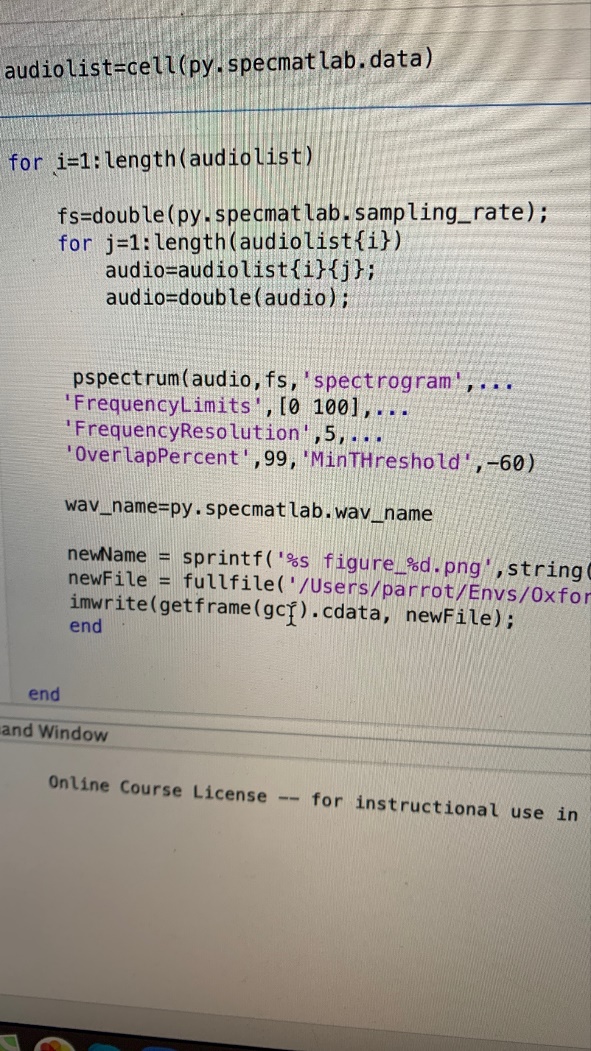 audiolist=cell(py.specmatlab.data)
for i=1:length(audiolist)
fs=double(py.specmatlab.sampling_rate);
for j=1:length(audiolist{i})
audio=audiolist{i}{j};
audio=double(audio);
pspectrum(audio,fs,'spectrogram',...
'FrequencyLimits',[0 100],...
'FrequencyResolution',5,...
'OverlapPercent',99,'MinTHreshold',-60)
wav_name=py.specmatlab.wav_name
newName = sprintf('%s figure_%d.png',string(
newFile = fullfile('/Users/parrot/Envs/Oxfor
imwrite(getframe(gcf).cdata, newFile);
end
end
and Window
Online Course License -- for instructional use in